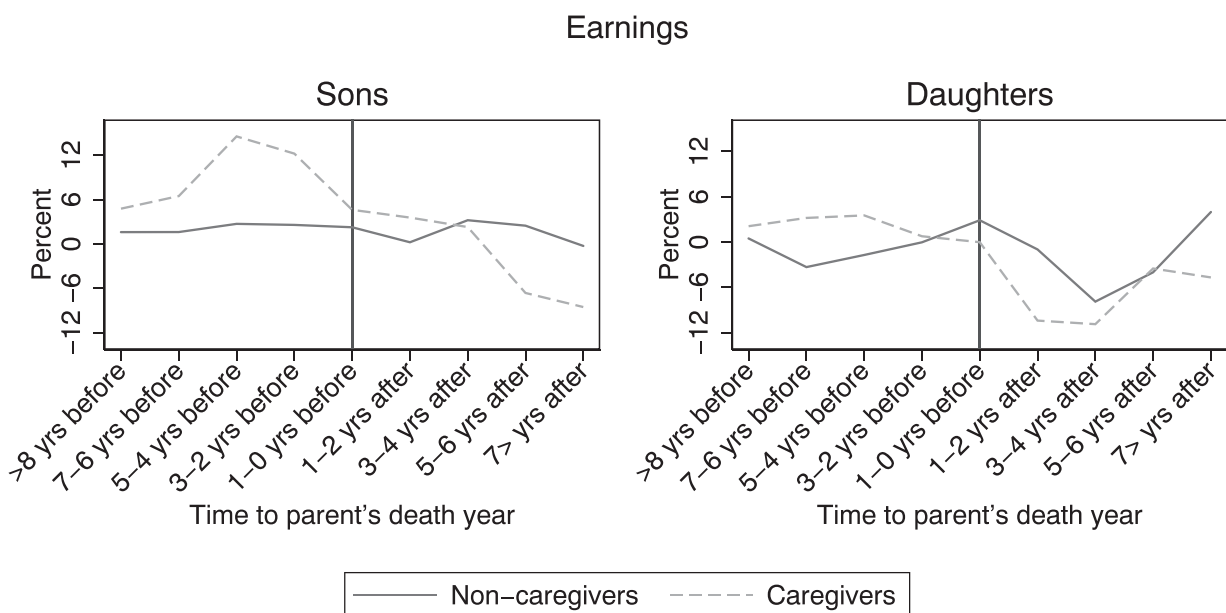 Earnings
Sons
Percent
12
6
0
−6
−12
>8 yrs before
7−6 yrs before
5−4 yrs before
3−2 yrs before
1−0 yrs before
1−2 yrs after
3−4 yrs after
5−6 yrs after
7> yrs after
Time to parent's death year
Daughters
Percent
12
6
0
−6
−12
>8 yrs before
7−6 yrs before
5−4 yrs before
3−2 yrs before
1−0 yrs before
1−2 yrs after
3−4 yrs after
5−6 yrs after
7> yrs after
Time to parent's death year
Non−caregivers
Caregivers